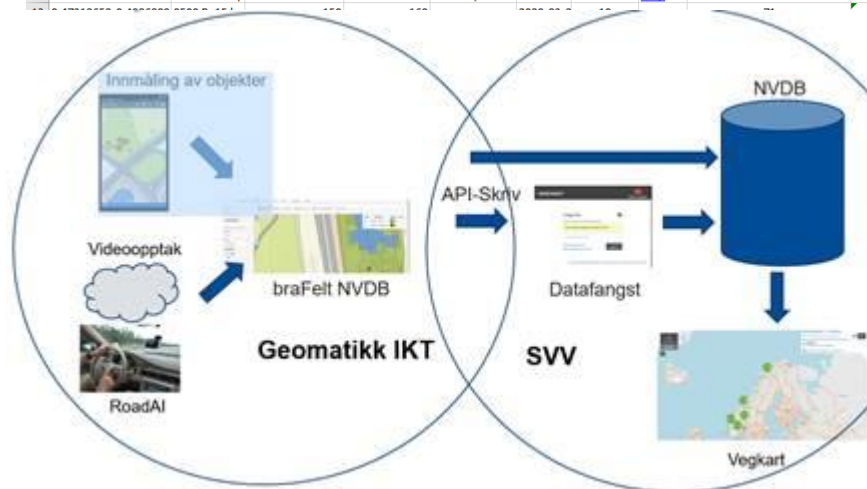 Innmåling av objekter
NVDB
API-Skriv
Videoopptak
braFelt NVDB
Datafangst
Geomatikk IKT
SVV
RoadAI
Vegkart